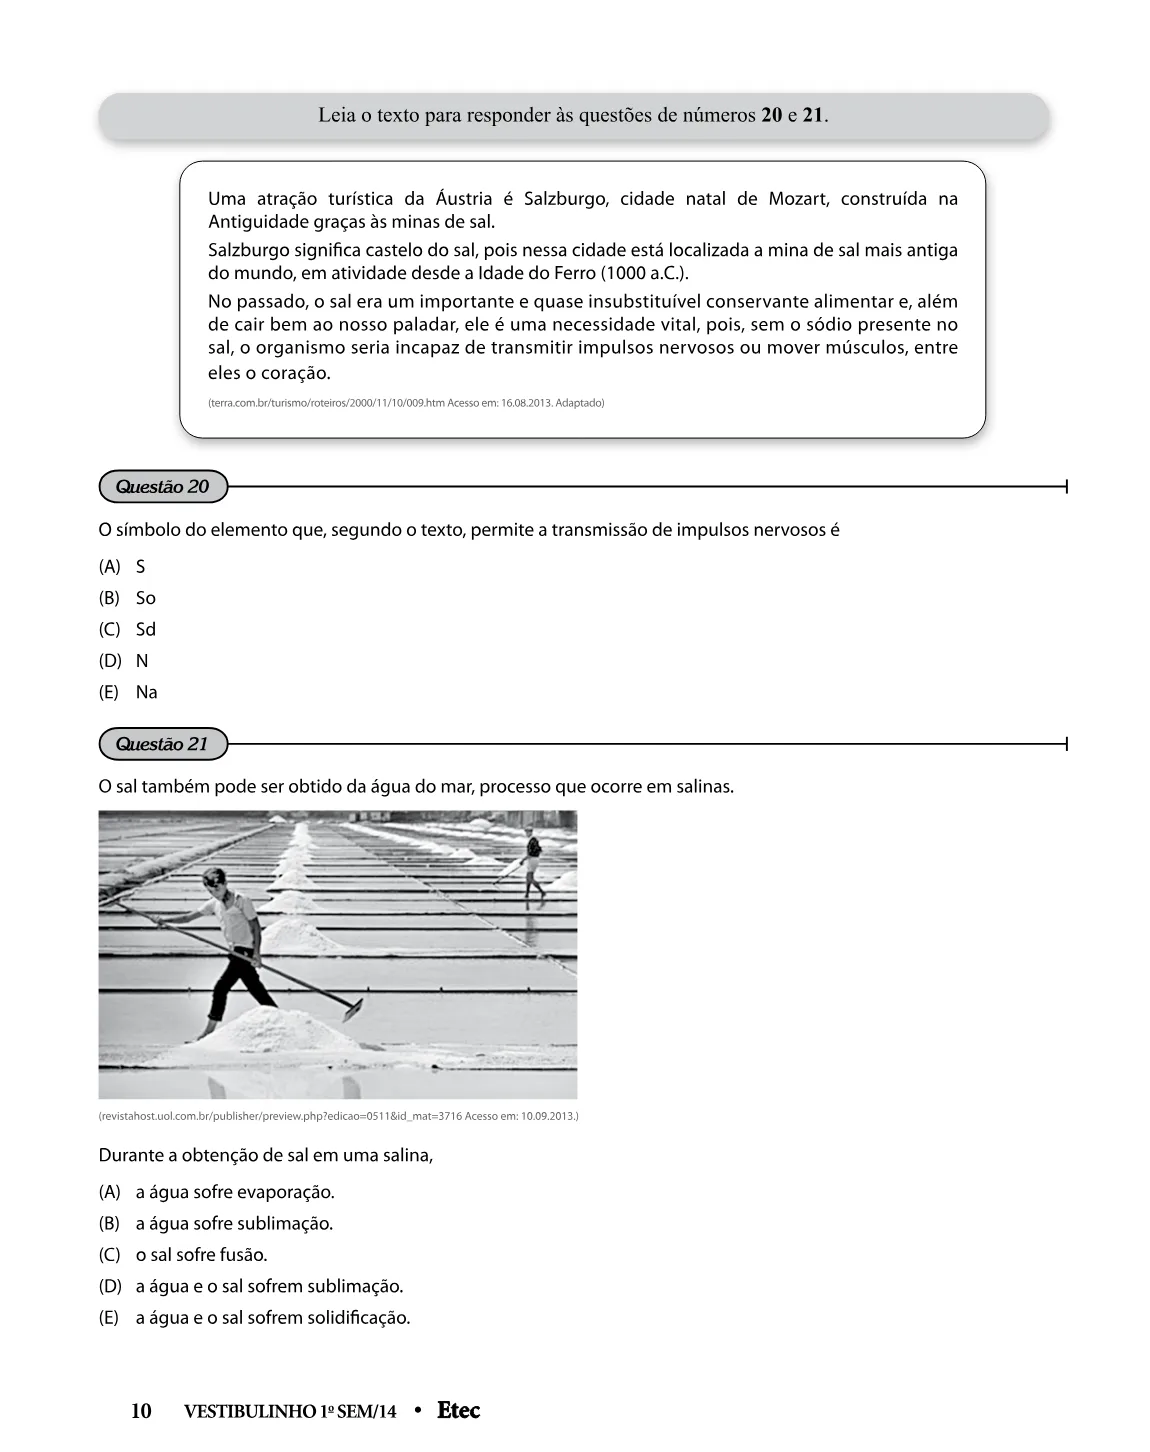 Leia o texto para responder às questões de números 20 e 21.
Uma atração turística da Áustria é Salzburgo, cidade natal de Mozart, construída na
Antiguidade graças às minas de sal.
Salzburgo significa castelo do sal, pois nessa cidade está localizada a mina de sal mais antiga
do mundo, em atividade desde a Idade do Ferro (1000 a.C.).
No passado, o sal era um importante e quase insubstituível conservante alimentar e, além
de cair bem ao nosso paladar, ele é uma necessidade vital, pois, sem o sódio presente no
sal, o organismo seria incapaz de transmitir impulsos nervosos ou mover músculos, entre
eles o coração.
(terra.com.br/turismo/roteiros/2000/11/10/009.htm Acesso em: 16.08.2013. Adaptado)
Questão 20
O símbolo do elemento que, segundo o texto, permite a transmissão de impulsos nervosos é
(A) S
(B) So
(C) Sd
(D) N
(E) Na
Questão 21
O sal também pode ser obtido da água do mar, processo que ocorre em salinas.
(revistahost.uol.com.br/publisher/preview.php?edicao=0511&id_mat=3716 Acesso em: 10.09.2013.)
Durante a obtenção de sal em uma salina,
(A) a água sofre evaporação.
(B) a água sofre sublimação.
(C) o sal sofre fusão.
(D) a água e o sal sofrem sublimação.
(E) a água e o sal sofrem solidificação.
10 VESTIBULINHO 1º SEM/14 • Etec